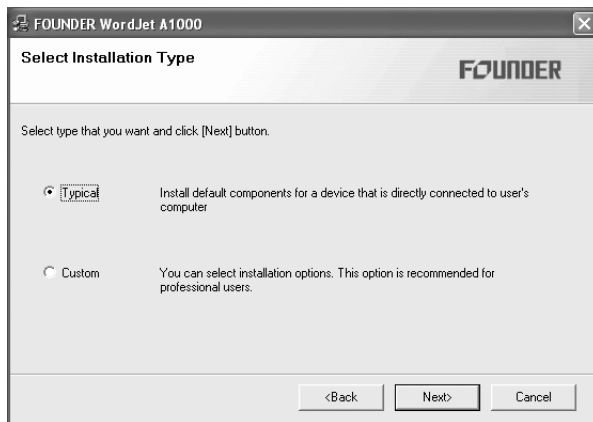 FOUNDER WordJet A1000
Select Installation Type
FOUNDER
Select type that you want and click [Next] button.
Typical
Install default components for a device that is directly connected to user's
computer
Custom
You can select installation options. This option is recommended for
professional users.
<Back
Next>
Cancel